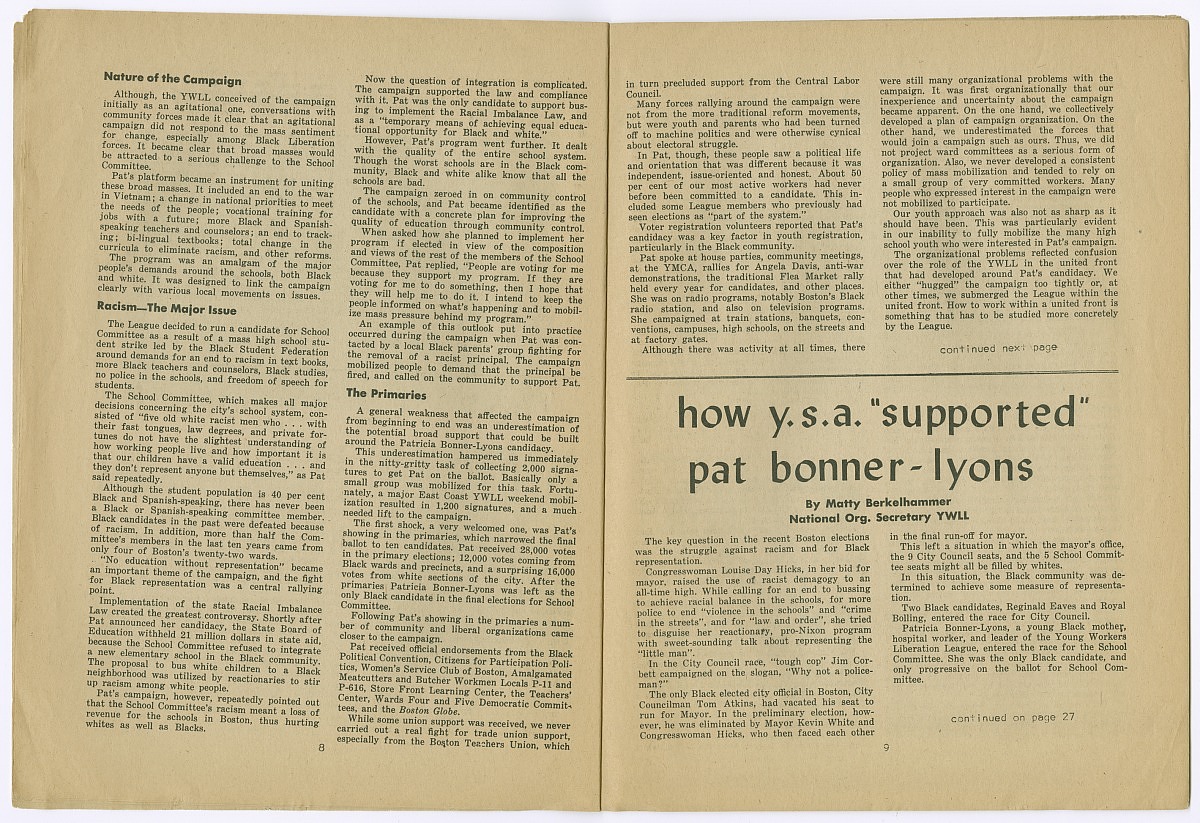 Nature of the Campaign
Although, the YWLL conceived of the campaign
initially as an agitational one, conversations with
community forces made it clear that an agitational
campaign did not respond to the mass sentiment
for change, especially among Black Liberation
forces. It became clear that broad masses would
be attracted to a serious challenge to the School
Committee.
Pat's platform became an instrument for uniting
these broad masses. It included an end to the war
in Vietnam; a change in national priorities to meet
the needs of the people; vocational training for
jobs with a future; more Black and Spanish-
speaking teachers and counselors; an end to track-
ing; bi-lingual textbooks; total change in the
curricula to eliminate racism, and other reforms.
The program was an amalgam of the major
people's demands around the schools, both Black
and white. It was designed to link the campaign
clearly with various local movements on issues.
Racism—The Major Issue
The League decided to run a candidate for School
Committee as a result of a mass high school stu-
dent strike led by the Black Student Federation
around demands for an end to racism in text books,
more Black teachers and counselors, Black studies,
no police in the schools, and freedom of speech for
students.
The School Committee, which makes all major
decisions concerning the city's school system, con-
sisted of "five old white racist men who . . . with
their fast tongues, law degrees, and private for-
tunes do not have the slightest understanding of
how working people live and how important it is
that our children have a valid education . . . and
they don't represent anyone but themselves," as Pat
said repeatedly.
Although the student population is 40 per cent
Black and Spanish-speaking, there has never been
a Black or Spanish-speaking committee member.
Black candidates in the past were defeated because
of racism. In addition, more than half the Com-
mittee's members in the last ten years came from
only four of Boston's twenty-two wards.
"No education without representation" became
an important theme of the campaign, and the fight
for Black representation was a central rallying
point.
Implementation of the state Racial Imbalance
Law created the greatest controversy. Shortly after
Pat announced her candidacy, the State Board of
Education withheld 21 million dollars in state aid,
because the School Committee refused to integrate
a new elementary school in the Black community.
The proposal to bus white children to a Black
neighborhood was utilized by reactionaries to stir
up racism among white people.
Pat's campaign, however, repeatedly pointed out
that the School Committee's racism meant a loss of
revenue for the schools in Boston, thus hurting
whites as well as Blacks.
Now the question of integration is complicated.
The campaign supported the law and compliance
with it. Pat was the only candidate to support bus-
ing to implement the Racial Imbalance Law, and
as a "temporary means of achieving equal educa-
tional opportunity for Black and white."
However, Pat's program went further. It dealt
with the quality of the entire school system.
Though the worst schools are in the Black com-
munity, Black and white alike know that all the
schools are bad.
The campaign zeroed in on community control
of the schools, and Pat became identified as the
candidate with a concrete plan for improving the
quality of education through community control.
When asked how she planned to implement her
program if elected in view of the composition
and views of the rest of the members of the School
Committee, Pat replied, "People are voting for me
because they support my program. If they are
voting for me to do something, then I hope that
they will help me to do it. I intend to keep the
people informed on what's happening and to mobil-
ize mass pressure behind my program."
An example of this outlook put into practice
occurred during the campaign when Pat was con-
tacted by a local Black parents' group fighting for
the removal of a racist principal. The campaign
mobilized people to demand that the principal be
fired, and called on the community to support Pat.
The Primaries
A general weakness that affected the campaign
from beginning to end was an underestimation of
the potential broad support that could be built
around the Patricia Bonner-Lyons candidacy.
This underestimation hampered us immediately
in the nitty-gritty task of collecting 2,000 signa-
tures to get Pat on the ballot. Basically only a
small group was mobilized for this task. Fortu-
nately, a major East Coast YWLL weekend mobil-
ization resulted in 1,200 signatures, and a much
needed lift to the campaign.
The first shock, a very welcomed one, was Pat's
showing in the primaries, which narrowed the final
ballot to ten candidates. Pat received 28,000 votes
in the primary elections; 12,000 votes coming from
Black wards and precincts, and a surprising 16,000
votes from white sections of the city. After the
primaries Patricia Bonner-Lyons was left as the
only Black candidate in the final elections for School
Committee.
Following Pat's showing in the primaries a num-
ber of community and liberal organizations came
closer to the campaign.
Pat received official endorsements from the Black
Political Convention, Citizens for Participation Poli-
tics, Women's Service Club of Boston, Amalgamated
Meatcutters and Butcher Workmen Locals P-11 and
P-616, Store Front Learning Center, the Teachers'
Center, Wards Four and Five Democratic Commit-
tees, and the Boston Globe.
While some union support was received, we never
carried out a real fight for trade union support,
especially from the Boston Teachers Union, which
8
in turn precluded support from the Central Labor
Council.
Many forces rallying around the campaign were
not from the more traditional reform movements,
but were youth and parents who had been turned
off to machine politics and were otherwise cynical
about electoral struggle.
In Pat, though, these people saw a political life
and orientation that was different because it was
independent, issue-oriented and honest. About 50
per cent of our most active workers had never
before been committed to a candidate. This in-
cluded some League members who previously had
seen elections as "part of the system."
Voter registration volunteers reported that Pat's
candidacy was a key factor in youth registration,
particularly in the Black community.
Pat spoke at house parties, community meetings,
at the YMCA, rallies for Angela Davis, anti-war
demonstrations, the traditional Flea Market rally
held every year for candidates, and other places.
She was on radio programs, notably Boston's Black
radio station, and also on television programs.
She campaigned at train stations, banquets, con-
ventions, campuses, high schools, on the streets and
at factory gates.
Although there was activity at all times, there
were still many organizational problems with the
campaign. It was first organizationally that our
inexperience and uncertainty about the campaign
became apparent. On the one hand, we collectively
developed a plan of campaign organization. On the
other hand, we underestimated the forces that
would join a campaign such as ours. Thus, we did
not project ward committees as a serious form of
organization. Also, we never developed a consistent
policy of mass mobilization and tended to rely on
a small group of very committed workers. Many
people who expressed interest in the campaign were
not mobilized to participate.
Our youth approach was also not as sharp as it
should have been. This was particularly evident
in our inability to fully mobilize the many high
school youth who were interested in Pat's campaign.
The organizational problems reflected confusion
over the role of the YWLL in the united front
that had developed around Pat's candidacy. We
either "hugged" the campaign too tightly or, at
other times, we submerged the League within the
united front. How to work within a united front is
something that has to be studied more concretely
by the League.
continued next page
how y.s.a. "supported"
pat bonner-lyons
By Matty Berkelhammer
National Org. Secretary YWLL
The key question in the recent Boston elections
was the struggle against racism and for Black
representation.
Congresswoman Louise Day Hicks, in her bid for
mayor, raised the use of racist demagogy to an
all-time high. While calling for an end to bussing
to achieve racial balance in the schools, for more
police to end "violence in the schools" and "crime
in the streets", and for "law and order", she tried
to disguise her reactionary, pro-Nixon program
with sweet-sounding talk about representing the
"little man".
In the City Council race, "tough cop" Jim Cor-
bett campaigned on the slogan, "Why not a police-
man?"
The only Black elected city official in Boston, City
Councilman Tom Atkins, had vacated his seat to
run for Mayor. In the preliminary election, how-
ever, he was eliminated by Mayor Kevin White and
Congresswoman Hicks, who then faced each other
in the final run-off for mayor.
This left a situation in which the mayor's office,
the 9 City Council seats, and the 5 School Commit-
tee seats might all be filled by whites.
In this situation, the Black community was de-
termined to achieve some measure of representa-
tion.
Two Black candidates, Reginald Eaves and Royal
Bolling, entered the race for City Council.
Patricia Bonner-Lyons, a young Black mother,
hospital worker, and leader of the Young Workers
Liberation League, entered the race for the School
Committee. She was the only Black candidate, and
only progressive on the ballot for School Com-
mittee.
continued on page 27
9